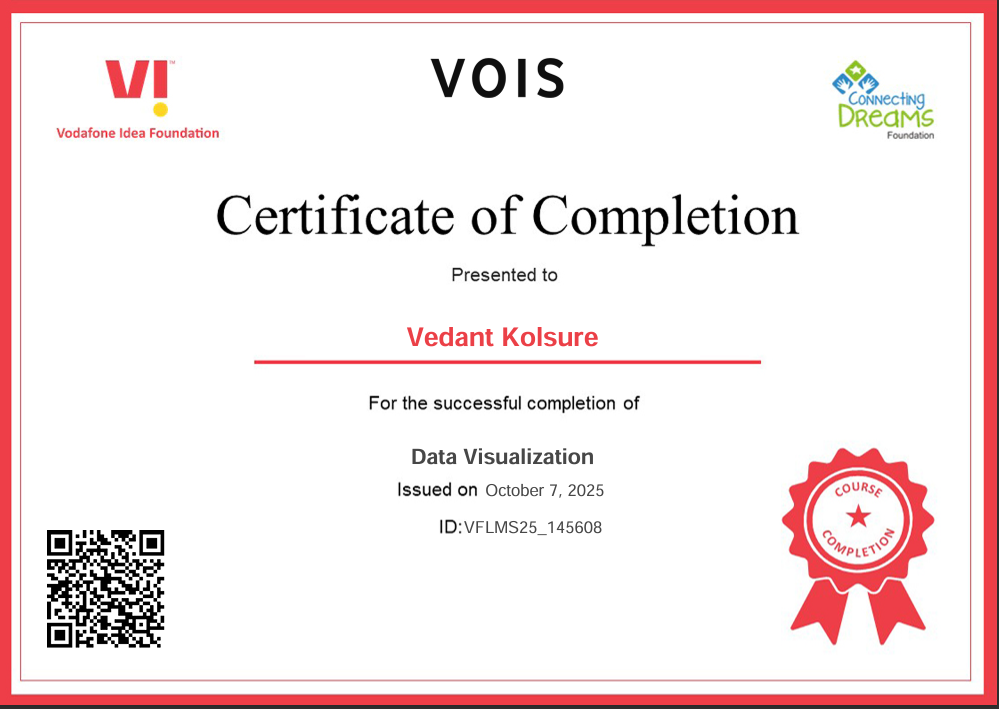 VI™
Vodafone Idea Foundation
VOIS
Connecting
Dreams
Foundation
Certificate of Completion
Presented to
Vedant Kolsure
For the successful completion of
Data Visualization
Issued on October 7, 2025
ID:VFLMS25_145608
COURSE
COMPLETION